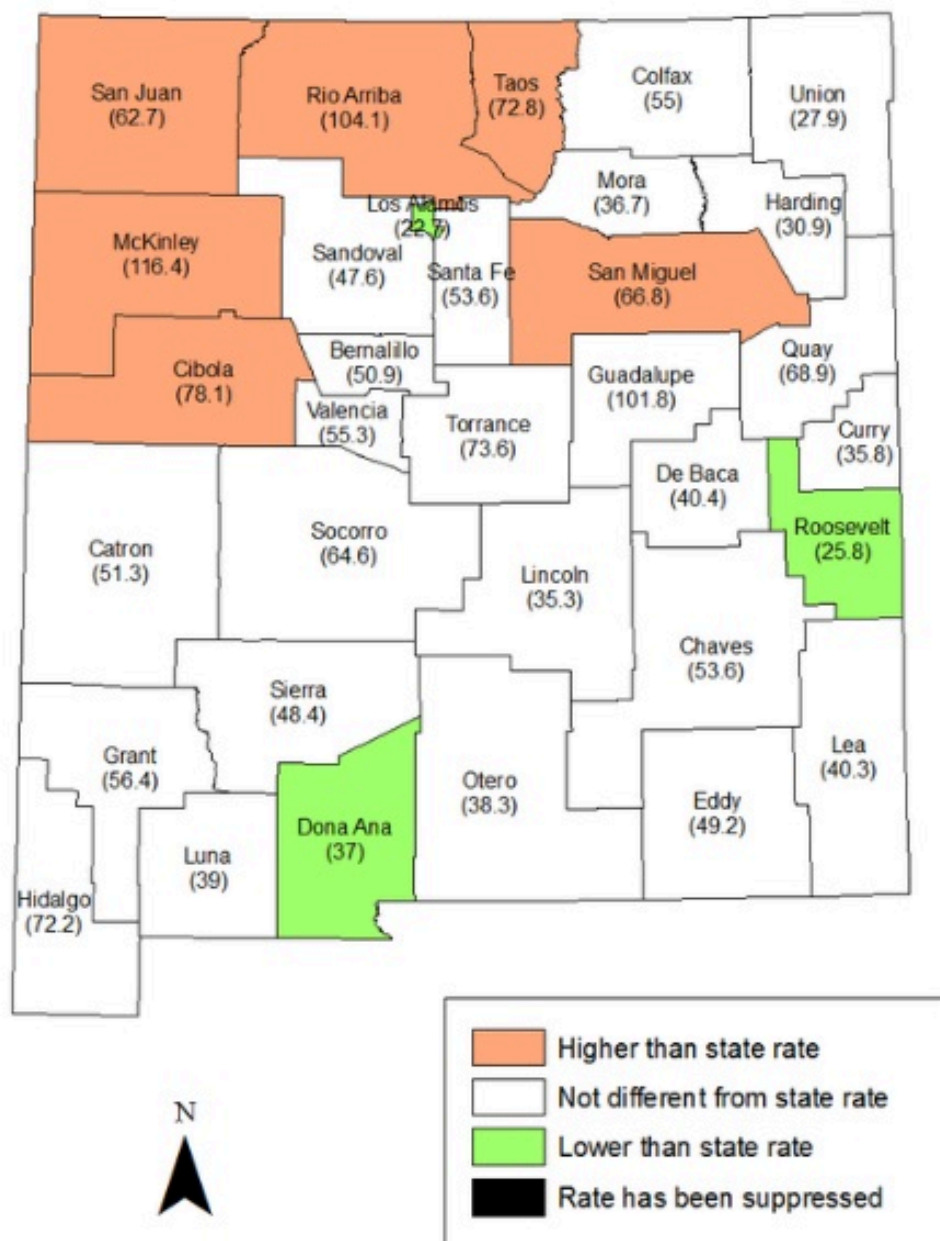 San Juan
(62.7)
Rio Arriba
(104.1)
Taos
(72.8)
Colfax
(55)
Union
(27.9)
Mora
(36.7)
Harding
(30.9)
Los Alamos
(22.7)
McKinley
(116.4)
Sandoval
(47.6)
Santa Fe
(53.6)
San Miguel
(66.8)
Cibola
(78.1)
Bernalillo
(50.9)
Quay
(68.9)
Guadalupe
(101.8)
Valencia
(55.3)
Torrance
(73.6)
Curry
(35.8)
De Baca
(40.4)
Roosevelt
(25.8)
Catron
(51.3)
Socorro
(64.6)
Lincoln
(35.3)
Chaves
(53.6)
Sierra
(48.4)
Grant
(56.4)
Otero
(38.3)
Lea
(40.3)
Eddy
(49.2)
Dona Ana
(37)
Luna
(39)
Hidalgo
(72.2)
N
Higher than state rate
Not different from state rate
Lower than state rate
Rate has been suppressed